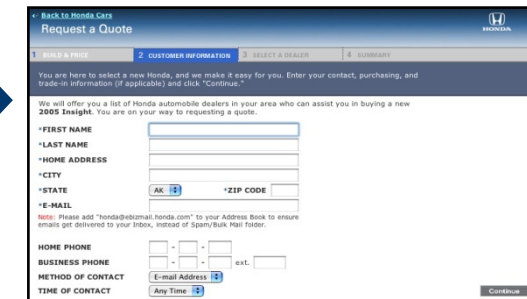 Back to Honda Cars
Request a Quote
HONDA
1 BUILD & PRICE 2 CUSTOMER INFORMATION 3 SELECT A DEALER 4 SUMMARY
You are here to select a new Honda, and we make it easy for you. Enter your contact, purchasing, and
trade-in information (if applicable) and click "Continue."
We will offer you a list of Honda automobile dealers in your area who can assist you in buying a new
2005 Insight. You are on your way to requesting a quote.
*FIRST NAME
*LAST NAME
*HOME ADDRESS
*CITY
*STATE AK *ZIP CODE
*E-MAIL
Note: Please add "honda@ebizmail.honda.com" to your Address Book to ensure
emails get delivered to your Inbox, instead of Spam/Bulk Mail folder.
HOME PHONE - -
BUSINESS PHONE - - ext.
METHOD OF CONTACT E-mail Address
TIME OF CONTACT Any Time
Continue